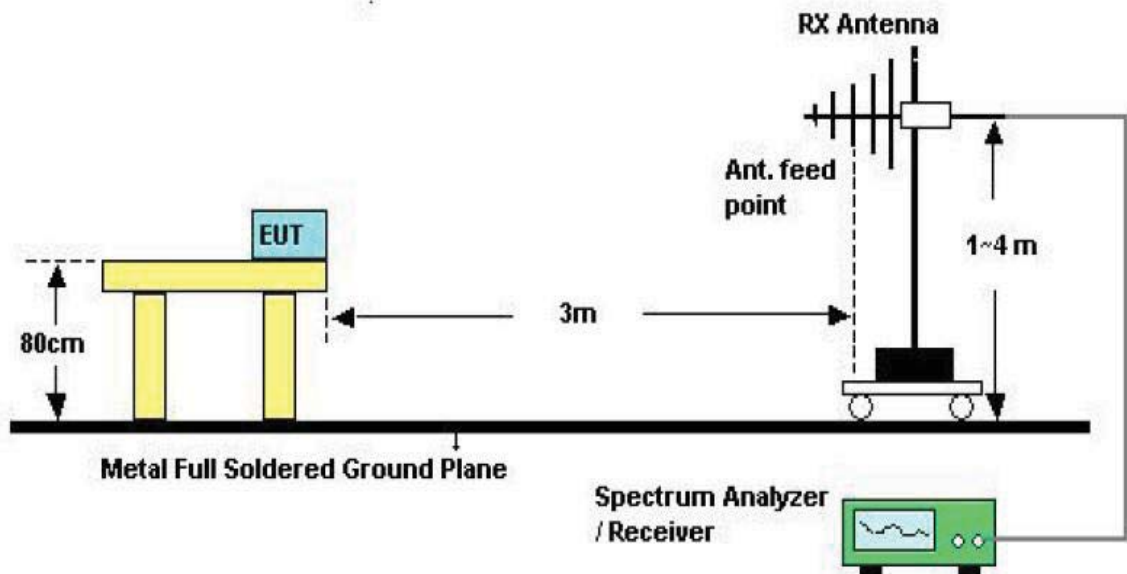 RX Antenna
Ant. feed
point
EUT
1~4 m
3m
80cm
Metal Full Soldered Ground Plane
Spectrum Analyzer
/ Receiver